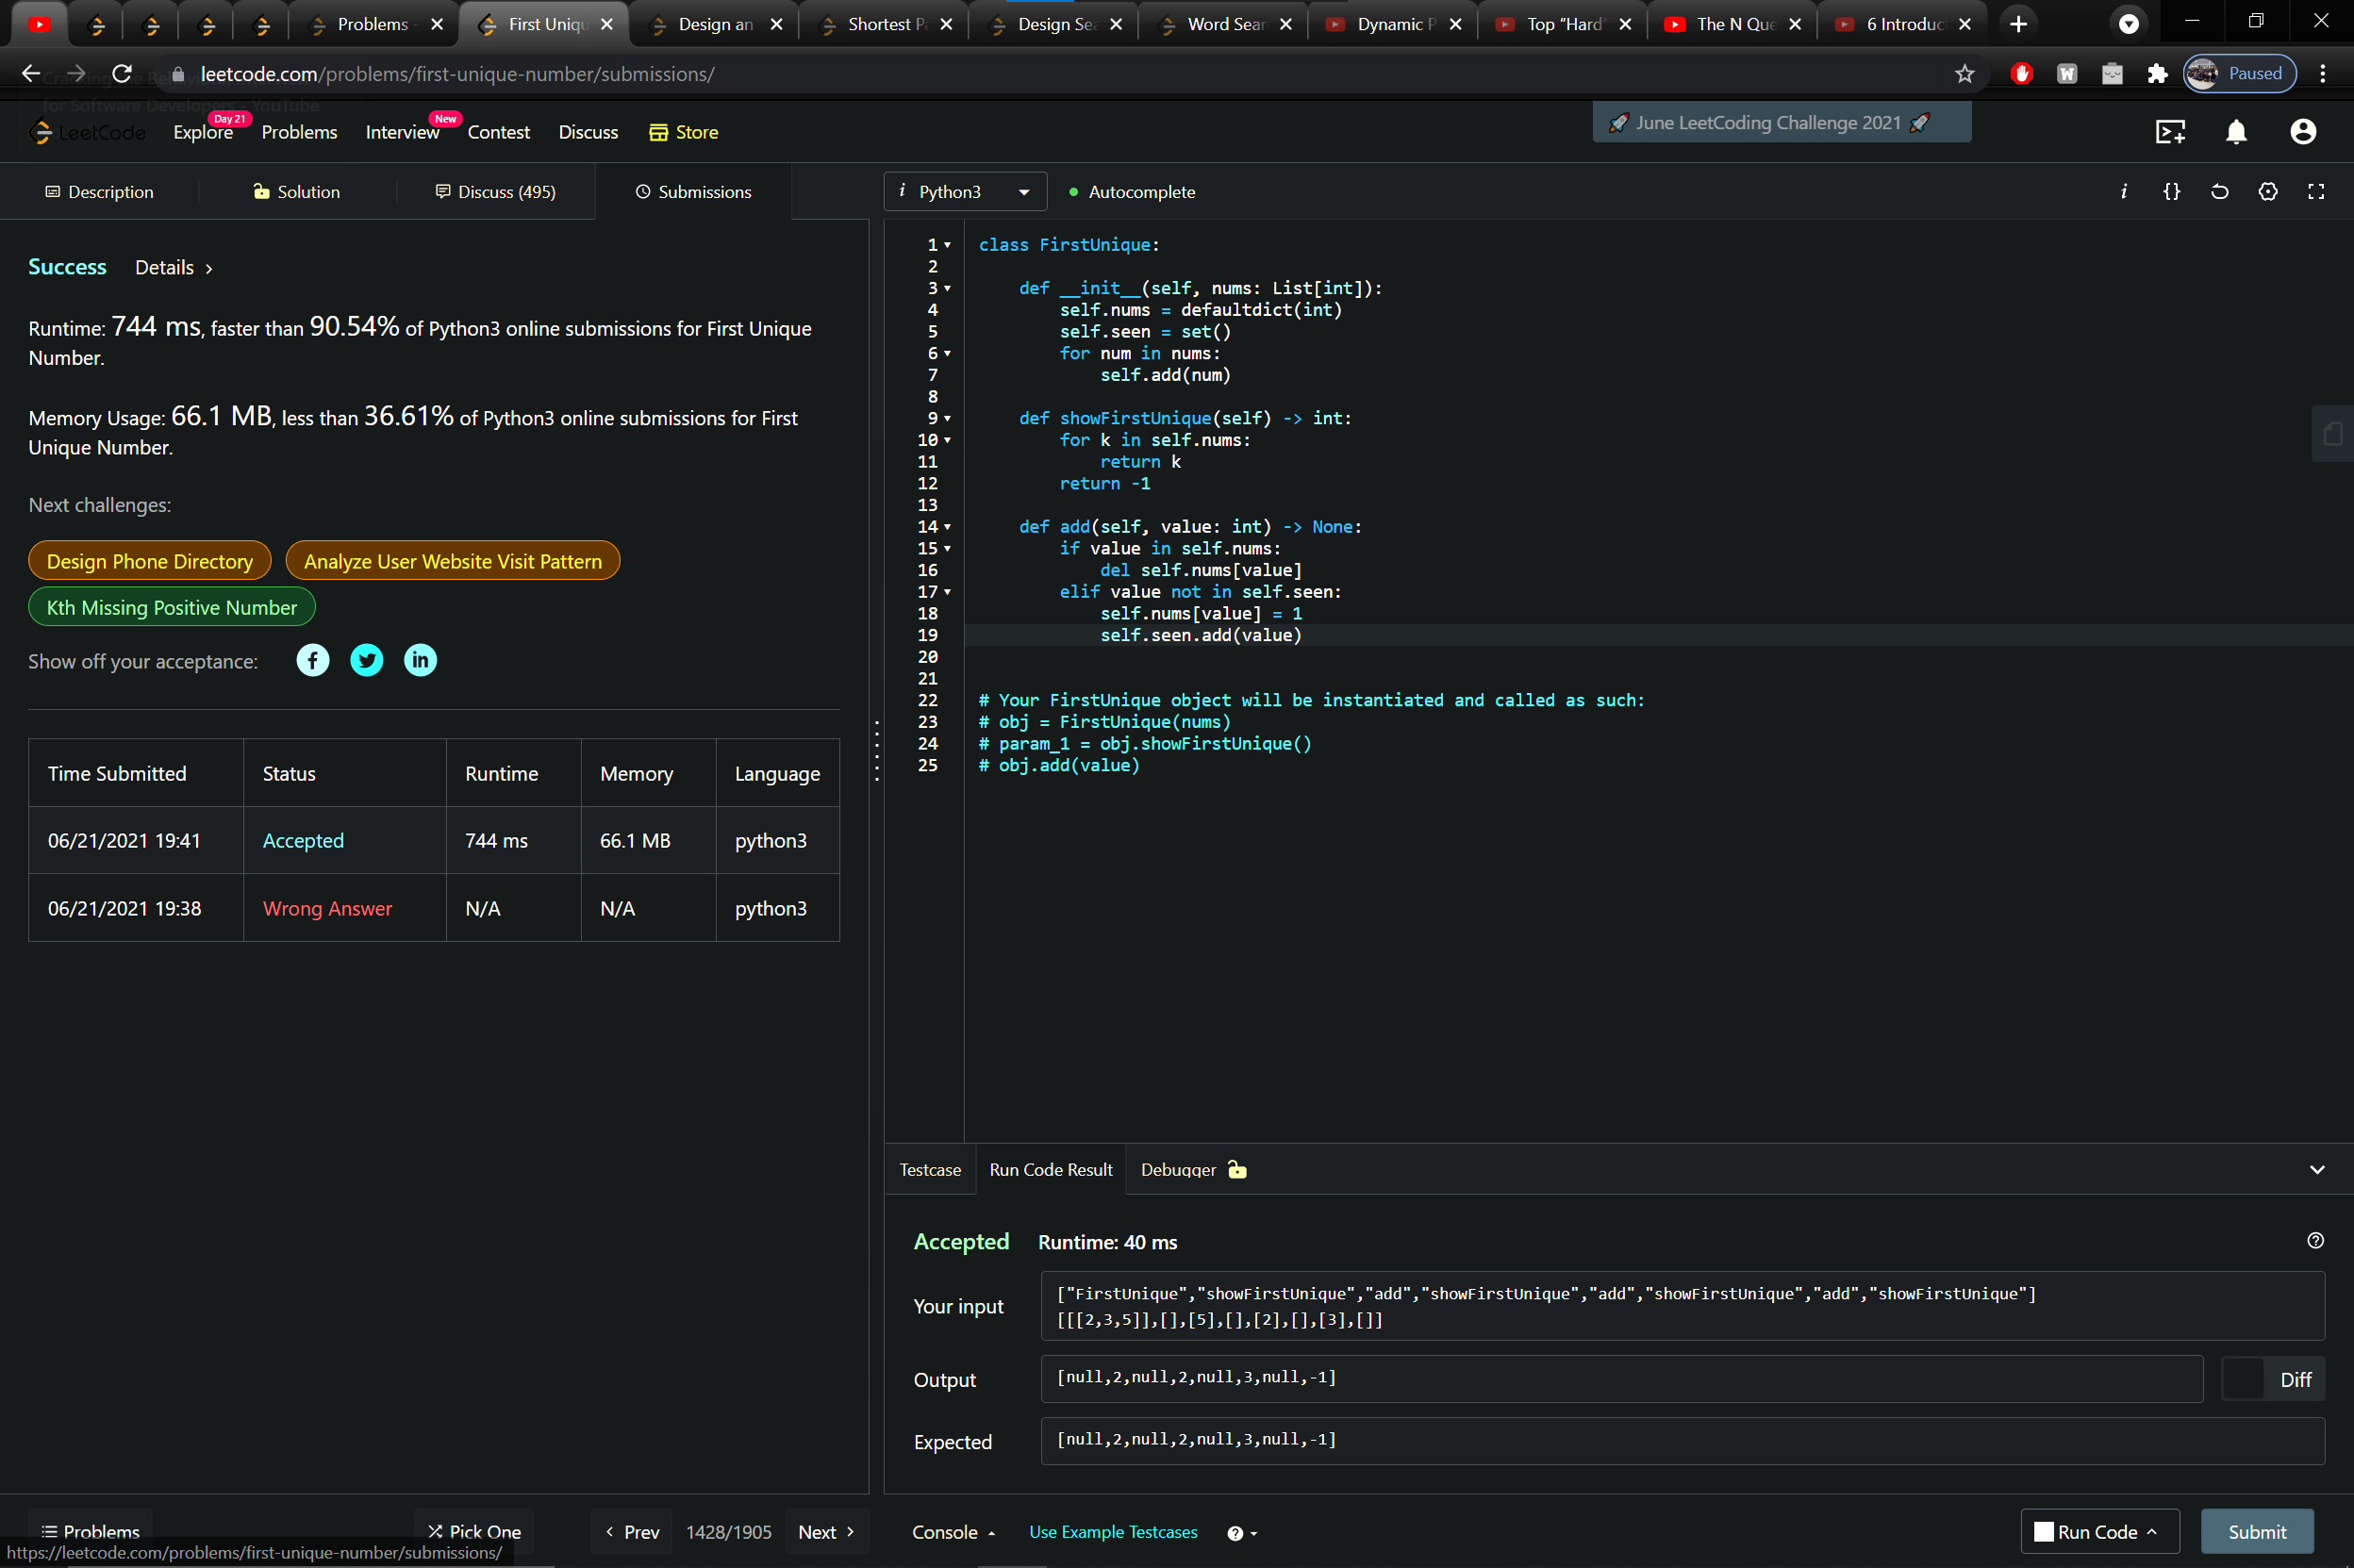 Problems
First Uniqu
Design an
Shortest P
Design Se
Word Sear
Dynamic P
Top "Hard"
The N Que
6 Introduc
leetcode.com/problems/first-unique-number/submissions/
Paused
for Software Developers - YouTube
LeetCode
Explore
Day 21
Problems
Interview
New
Contest
Discuss
Store
June LeetCoding Challenge 2021
Description
Solution
Discuss (495)
Submissions
i Python3
Autocomplete
i {}
Success Details >
Runtime: 744 ms, faster than 90.54% of Python3 online submissions for First Unique
Number.
Memory Usage: 66.1 MB, less than 36.61% of Python3 online submissions for First
Unique Number.
Next challenges:
Design Phone Directory
Analyze User Website Visit Pattern
Kth Missing Positive Number
Show off your acceptance:
Time Submitted Status Runtime Memory Language
06/21/2021 19:41 Accepted 744 ms 66.1 MB python3
06/21/2021 19:38 Wrong Answer N/A N/A python3
1 class FirstUnique:
2
3 def __init__(self, nums: List[int]):
4 self.nums = defaultdict(int)
5 self.seen = set()
6 for num in nums:
7 self.add(num)
8
9 def showFirstUnique(self) -> int:
10 for k in self.nums:
11 return k
12 return -1
13
14 def add(self, value: int) -> None:
15 if value in self.nums:
16 del self.nums[value]
17 elif value not in self.seen:
18 self.nums[value] = 1
19 self.seen.add(value)
20
21
22 # Your FirstUnique object will be instantiated and called as such:
23 # obj = FirstUnique(nums)
24 # param_1 = obj.showFirstUnique()
25 # obj.add(value)
Testcase
Run Code Result
Debugger
Accepted Runtime: 40 ms
Your input
["FirstUnique","showFirstUnique","add","showFirstUnique","add","showFirstUnique","add","showFirstUnique"]
[[[2,3,5]],[],[5],[],[2],[],[3],[]]
Output
[null,2,null,2,null,3,null,-1]
Diff
Expected
[null,2,null,2,null,3,null,-1]
Problems
Pick One
< Prev
1428/1905
Next >
Console
Use Example Testcases
Run Code
Submit
https://leetcode.com/problems/first-unique-number/submissions/